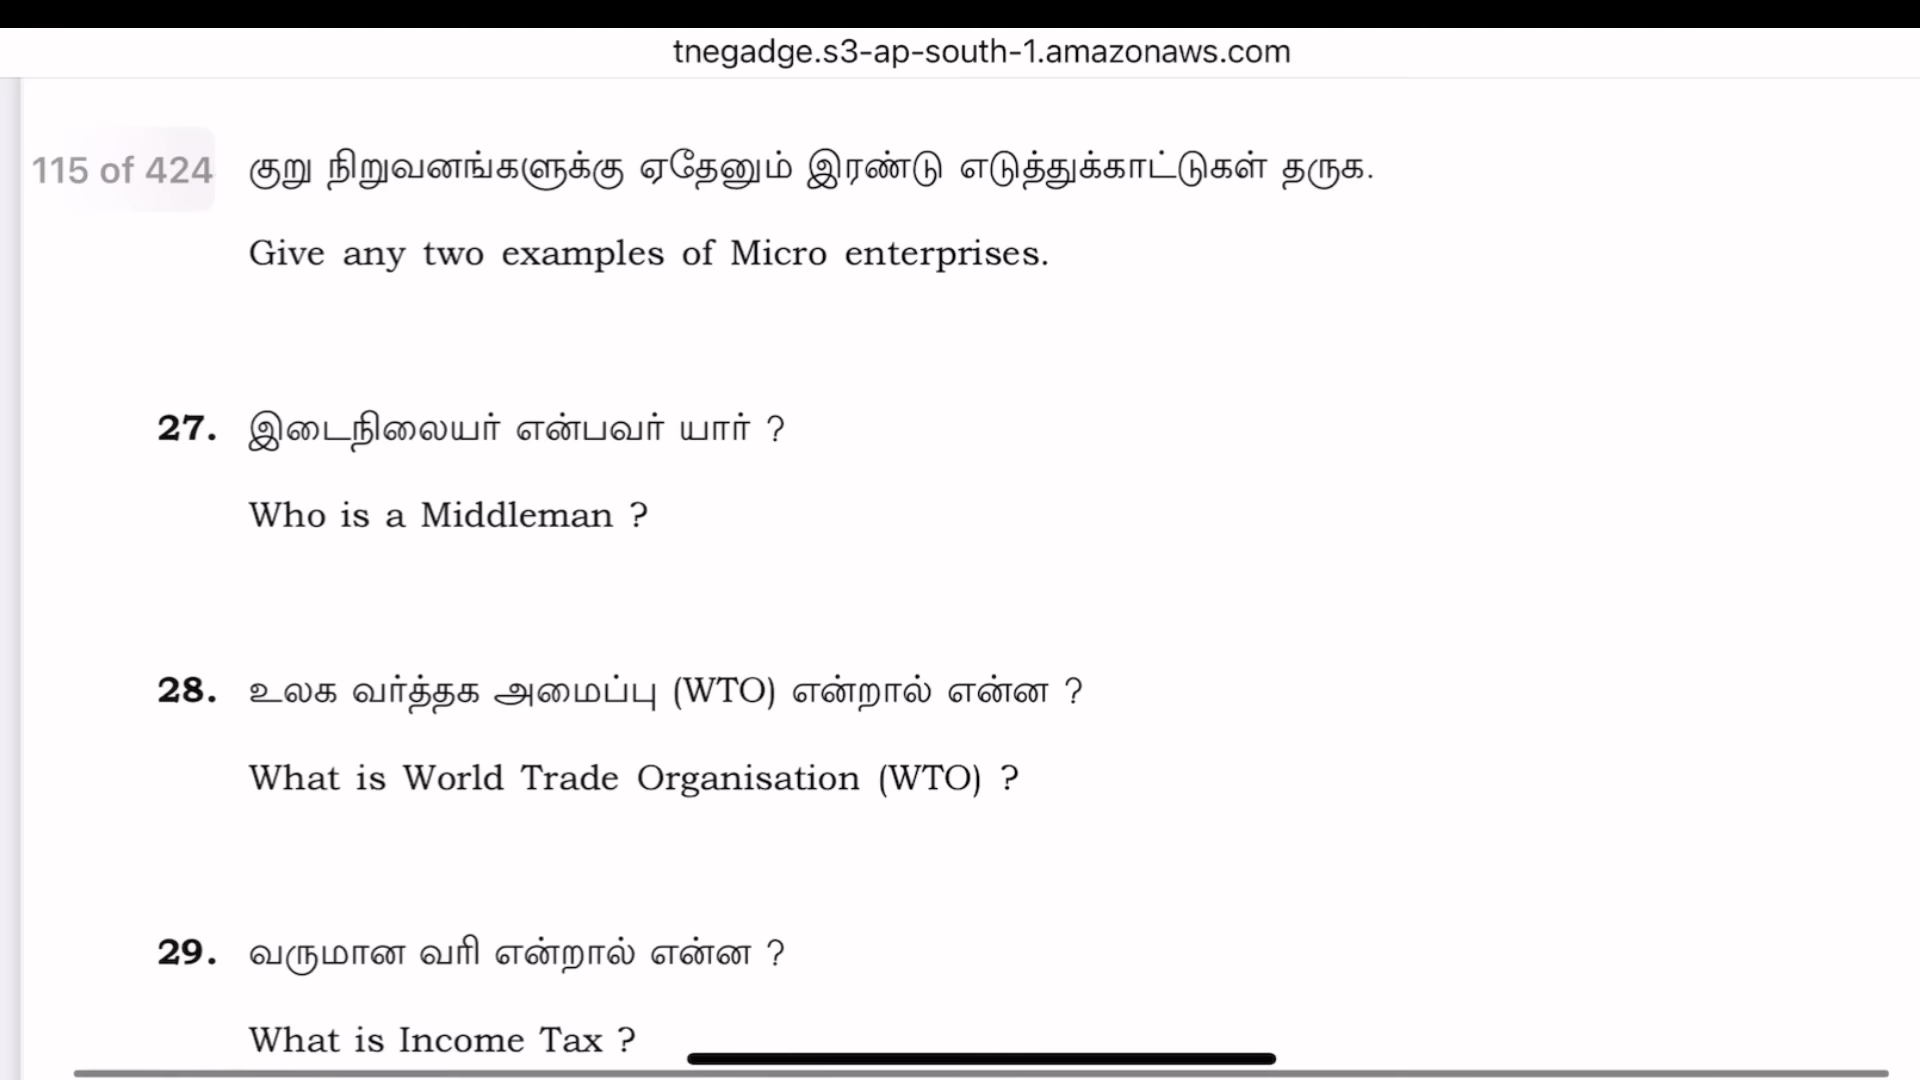 tnegadge.s3-ap-south-1.amazonaws.com
115 of 424 குறு நிறுவனங்களுக்கு ஏதேனும் இரண்டு எடுத்துக்காட்டுகள் தருக.
Give any two examples of Micro enterprises.
27. இடைநிலையர் என்பவர் யார் ?
Who is a Middleman ?
28. உலக வர்த்தக அமைப்பு (WTO) என்றால் என்ன ?
What is World Trade Organisation (WTO) ?
29. வருமான வரி என்றால் என்ன ?
What is Income Tax ?